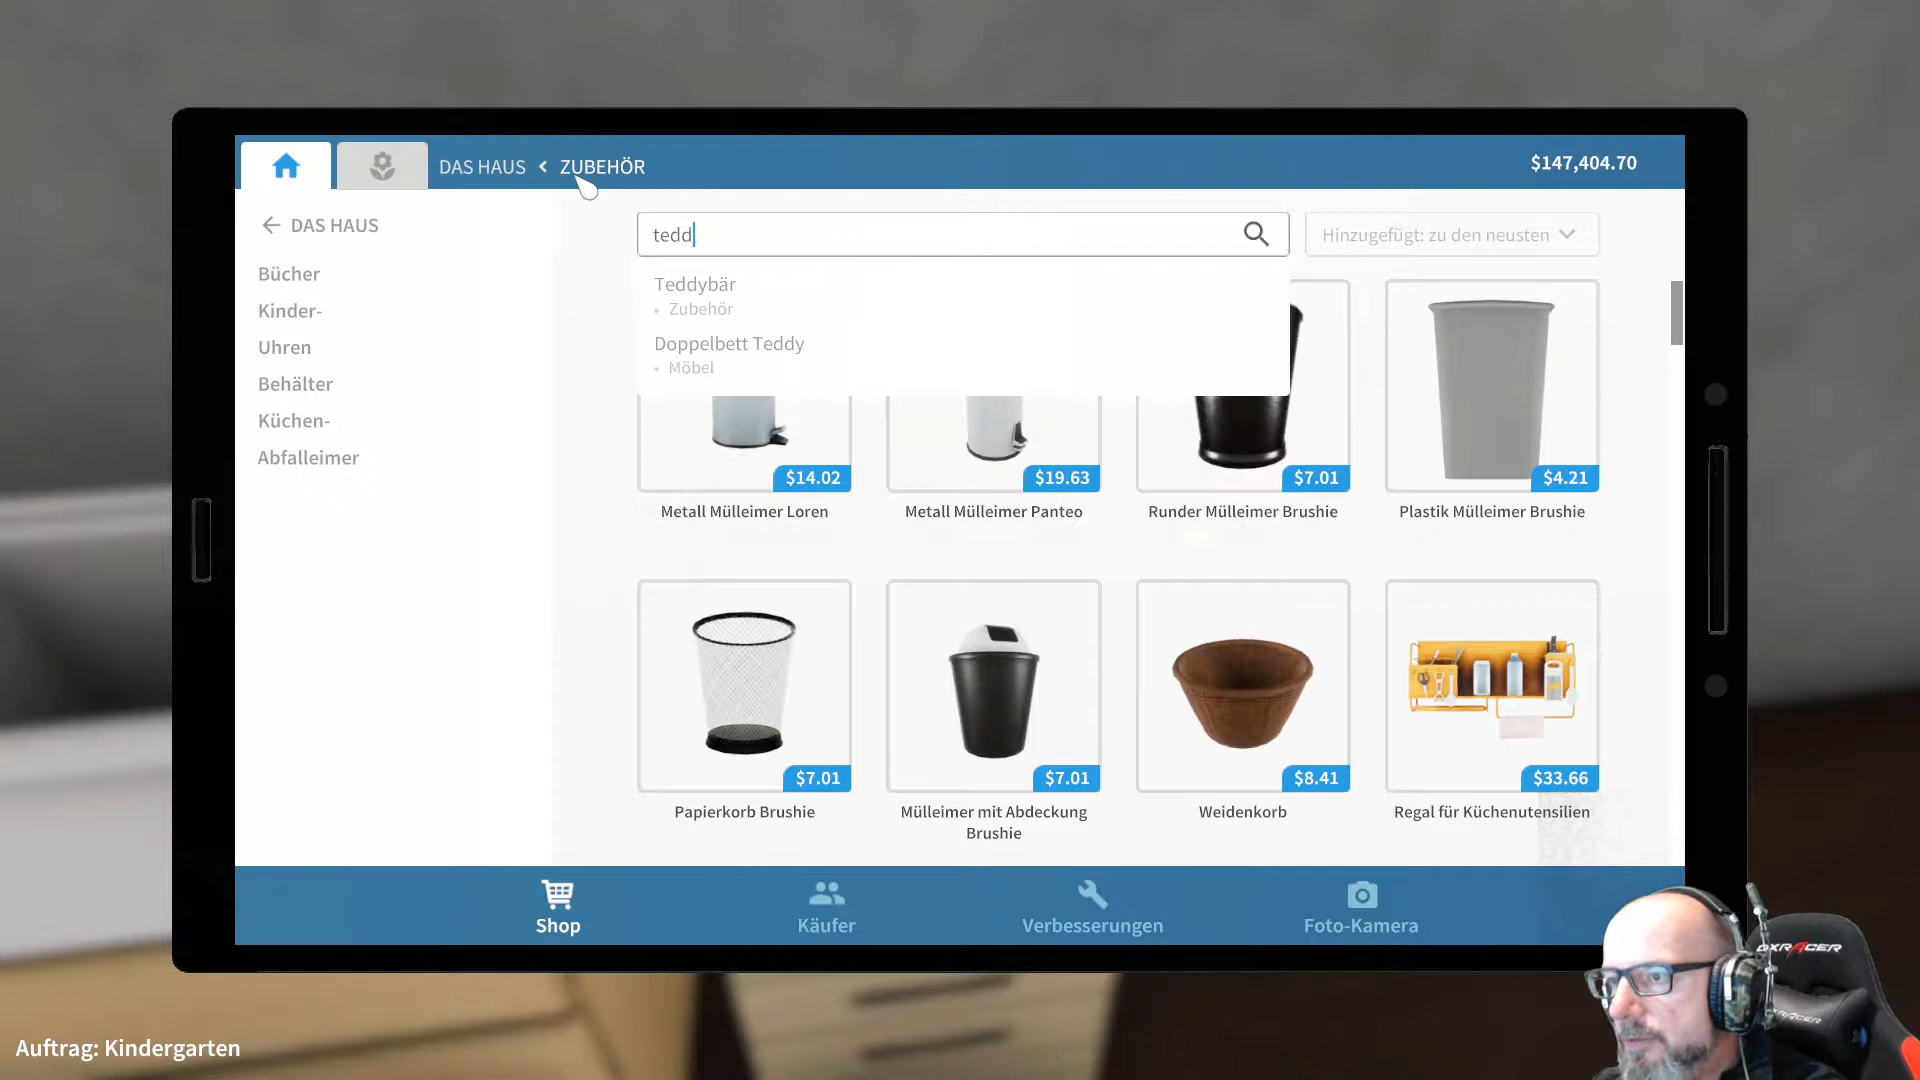 DAS HAUS
ZUBEHÖR
$147,404.70
DAS HAUS
tedd
Hinzugefügt: zu den neusten
Bücher
Kinder-
Uhren
Behälter
Küchen-
Abfalleimer
Teddybär
• Zubehör
Doppelbett Teddy
• Möbel
$14.02
$19.63
$7.01
$4.21
Metall Mülleimer Loren
Metall Mülleimer Panteo
Runder Mülleimer Brushie
Plastik Mülleimer Brushie
$7.01
$7.01
$8.41
$33.66
Papierkorb Brushie
Mülleimer mit Abdeckung
Brushie
Weidenkorb
Regal für Küchenutensilien
Shop
Käufer
Verbesserungen
Foto-Kamera
Auftrag: Kindergarten
DXRACER